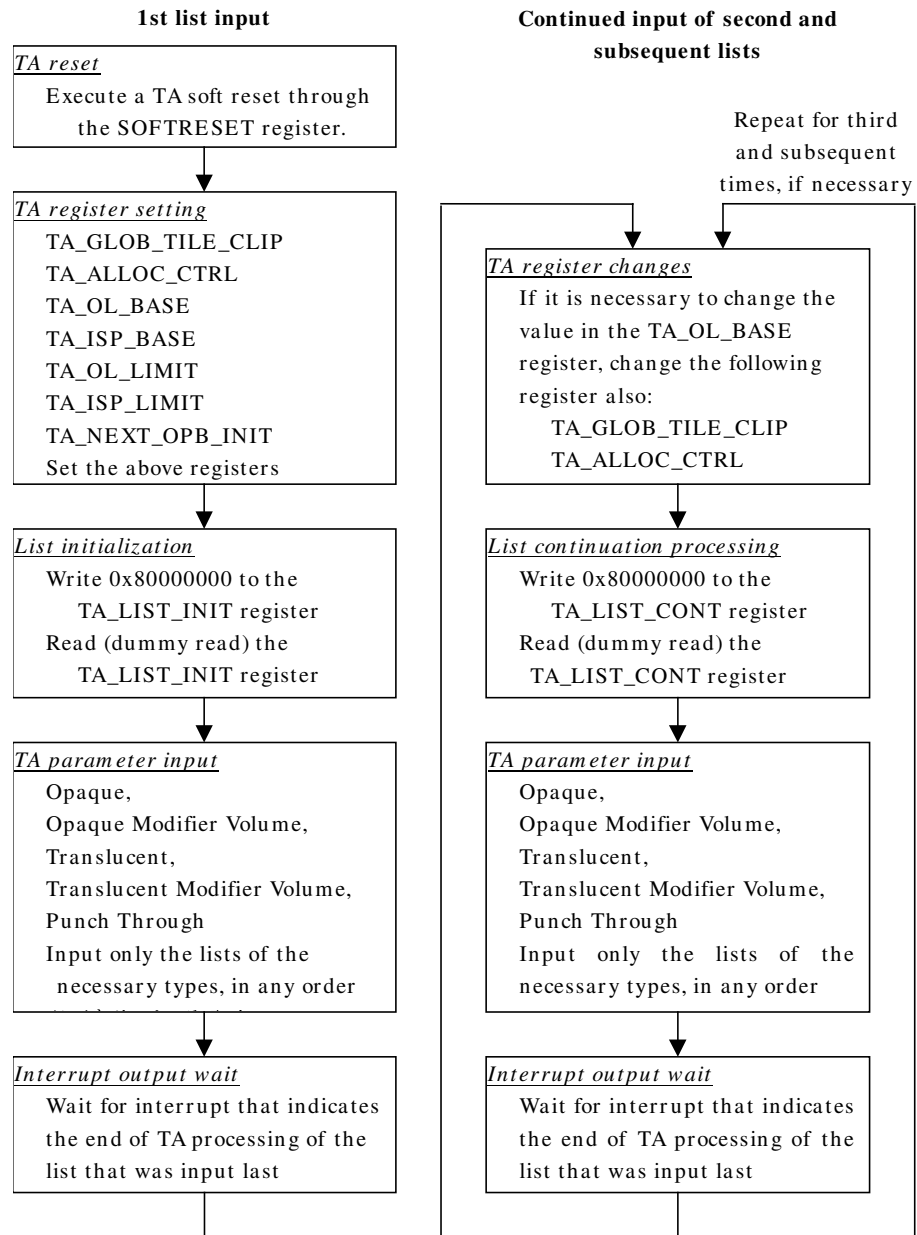 1st list input
TA reset
Execute a TA soft reset through
the SOFTRESET register.
TA register setting
TA_GLOB_TILE_CLIP
TA_ALLOC_CTRL
TA_OL_BASE
TA_ISP_BASE
TA_OL_LIMIT
TA_ISP_LIMIT
TA_NEXT_OPB_INIT
Set the above registers
List initialization
Write 0x80000000 to the
TA_LIST_INIT register
Read (dummy read) the
TA_LIST_INIT register
TA parameter input
Opaque,
Opaque Modifier Volume,
Translucent,
Translucent Modifier Volume,
Punch Through
Input only the lists of the
necessary types, in any order
Interrupt output wait
Wait for interrupt that indicates
the end of TA processing of the
list that was input last
Continued input of second and
subsequent lists
Repeat for third
and subsequent
times, if necessary
TA register changes
If it is necessary to change the
value in the TA_OL_BASE
register, change the following
register also:
TA_GLOB_TILE_CLIP
TA_ALLOC_CTRL
List continuation processing
Write 0x80000000 to the
TA_LIST_CONT register
Read (dummy read) the
TA_LIST_CONT register
TA parameter input
Opaque,
Opaque Modifier Volume,
Translucent,
Translucent Modifier Volume,
Punch Through
Input only the lists of the
necessary types, in any order
Interrupt output wait
Wait for interrupt that indicates
the end of TA processing of the
list that was input last